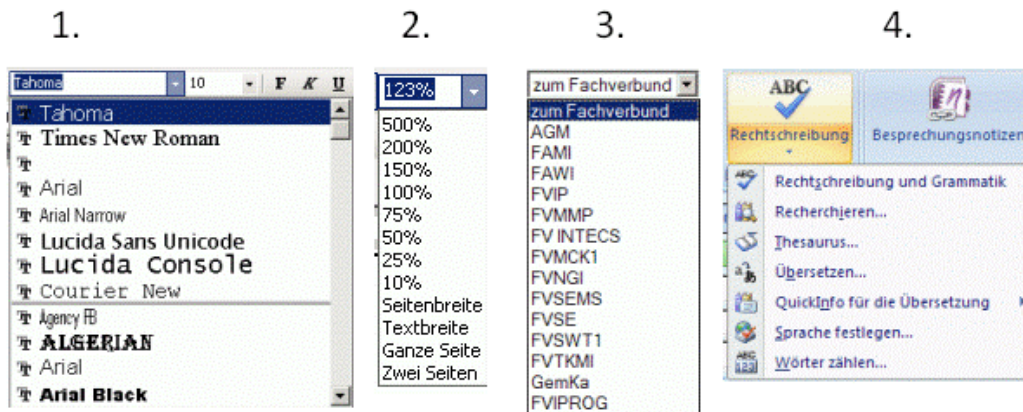 1.
Tahoma 10 F K U
Tahoma
Times New Roman
Arial
Arial Narrow
Lucida Sans Unicode
Lucida Console
Courier New
Agency FB
ALGERIAN
Arial
Arial Black
2.
123%
500%
200%
150%
100%
75%
50%
25%
10%
Seitenbreite
Textbreite
Ganze Seite
Zwei Seiten
3.
zum Fachverbund
zum Fachverbund
AGM
FAMI
FAWI
FVIP
FVMMP
FV INTECS
FVMCK1
FVNGI
FVSEMS
FVSE
FVSWT1
FVTKMI
GemKa
FVIPROG
4.
ABC
Rechtschreibung Besprechungsnotizen
Rechtschreibung und Grammatik
Recherchieren...
Thesaurus...
Übersetzen...
QuickInfo für die Übersetzung
Sprache festlegen...
Wörter zählen...